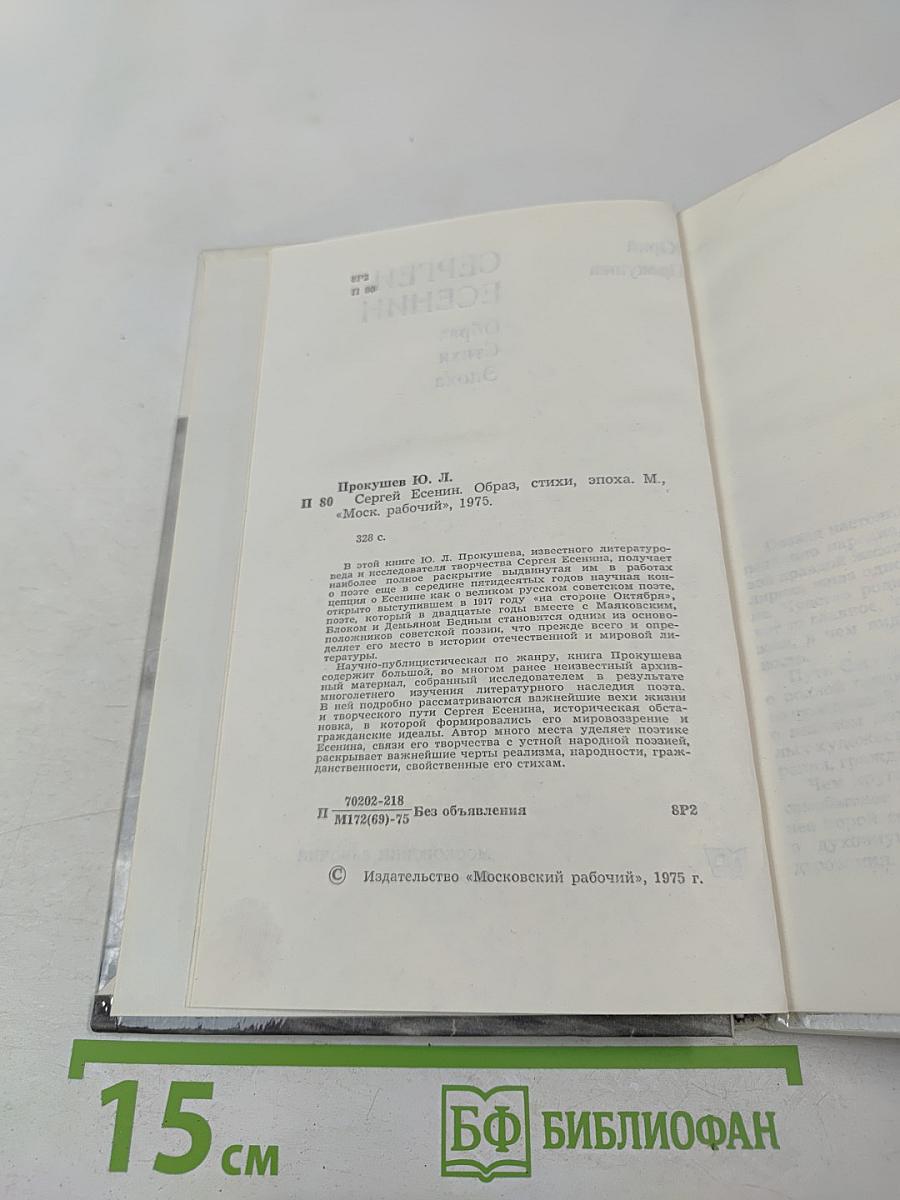 8Р2
П 80
Прокушев Ю. Л.
П 80 Сергей Есенин. Образ, стихи, эпоха. М.,
«Моск. рабочий», 1975.
328 с.
В этой книге Ю. Л. Прокушева, известного литературо-
веда и исследователя творчества Сергея Есенина, получает
наиболее полное раскрытие выдвинутая им в работах
о поэте еще в середине пятидесятых годов научная кон-
цепция о Есенине как о великом русском советском поэте,
открыто выступившем в 1917 году «на стороне Октября»,
поэте, который в двадцатые годы вместе с Маяковским,
Блоком и Демьяном Бедным становится одним из осново-
положников советской поэзии, что прежде всего и опре-
деляет его место в истории отечественной и мировой ли-
тературы.
Научно-публицистическая по жанру, книга Прокушева
содержит большой, во многом ранее неизвестный архив-
ный материал, собранный исследователем в результате
многолетнего изучения литературного наследия поэта.
В ней подробно рассматриваются важнейшие вехи жизни
и творческого пути Сергея Есенина, историческая обста-
новка, в которой формировались его мировоззрение и
гражданские идеалы. Автор много места уделяет поэтике
Есенина, связи его творчества с устной народной поэзией,
раскрывает важнейшие черты реализма, народности, граж-
данственности, свойственные его стихам.
П 70202-218
М172(69)-75 Без объявления 8Р2
© Издательство «Московский рабочий», 1975 г.
15 см
БФ БИБЛИОФАН